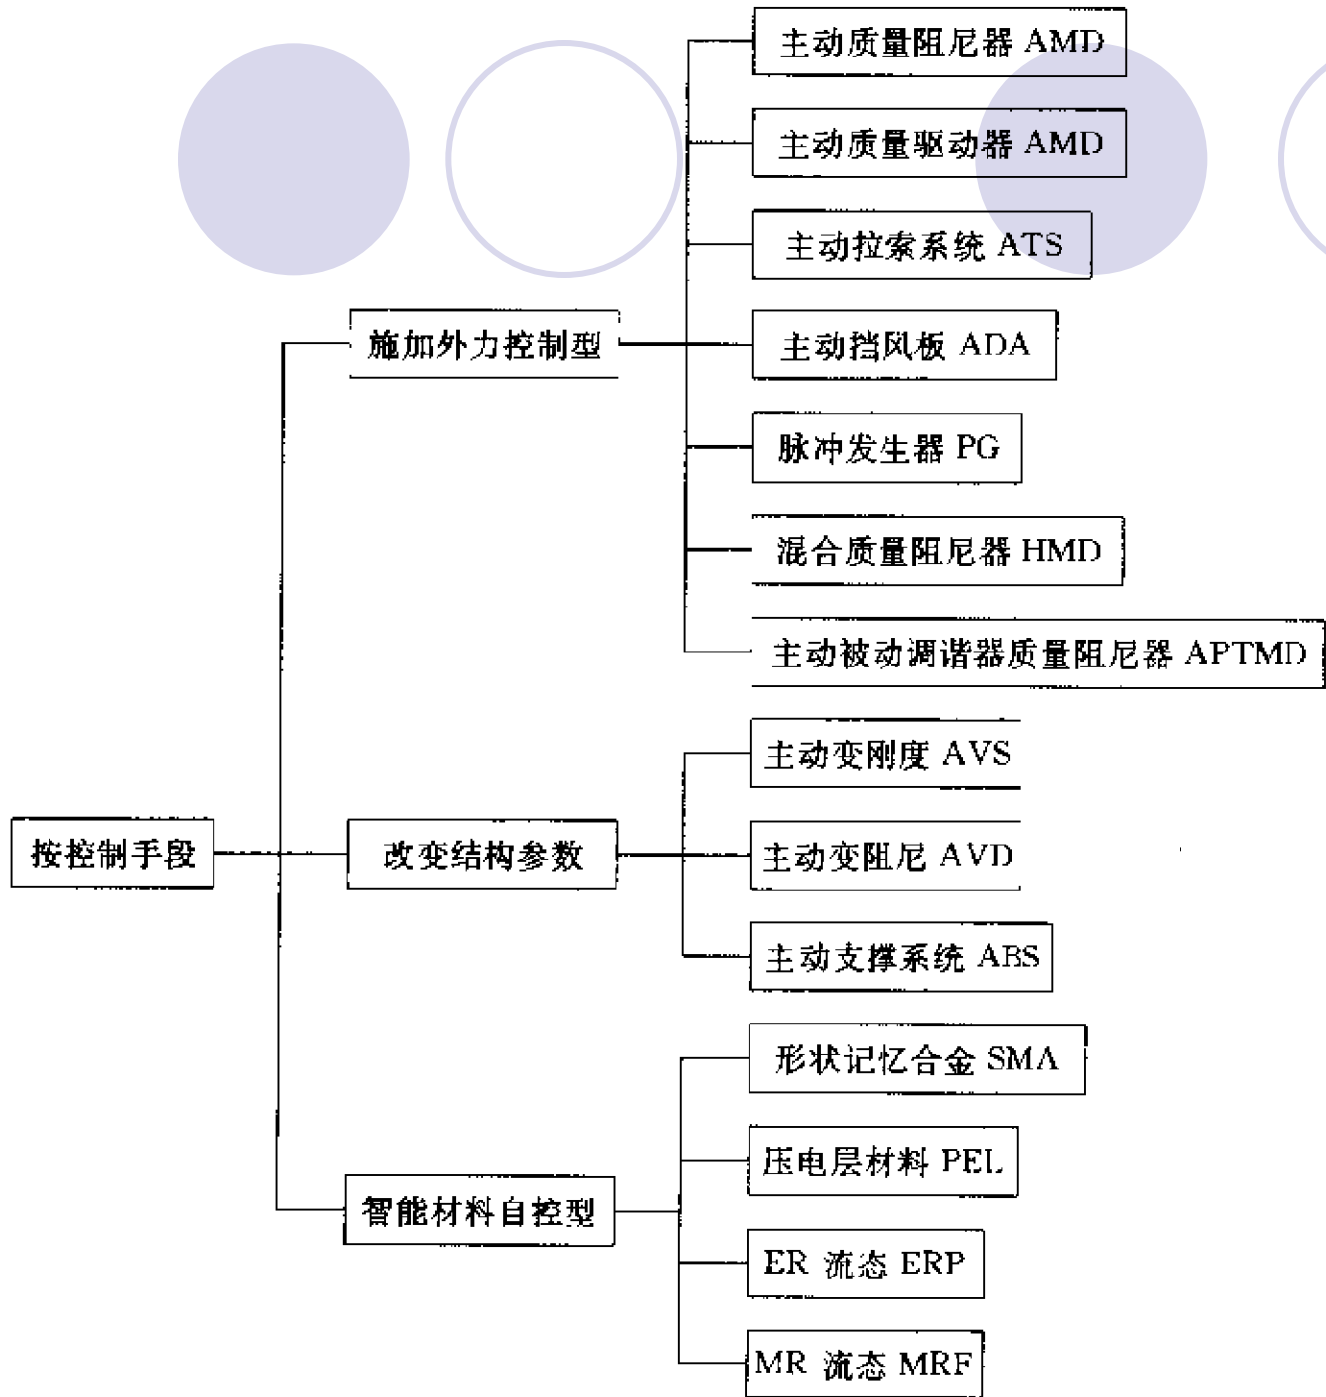 主动质量阻尼器 AMD
主动质量驱动器 AMD
主动拉索系统 ATS
施加外力控制型
主动挡风板 ADA
脉冲发生器 PG
混合质量阻尼器 HMD
主动被动调谐器质量阻尼器 APTMD
主动变刚度 AVS
按控制手段
改变结构参数
主动变阻尼 AVD
主动支撑系统 ABS
形状记忆合金 SMA
压电层材料 PEL
智能材料自控型
ER 流态 ERP
MR 流态 MRF